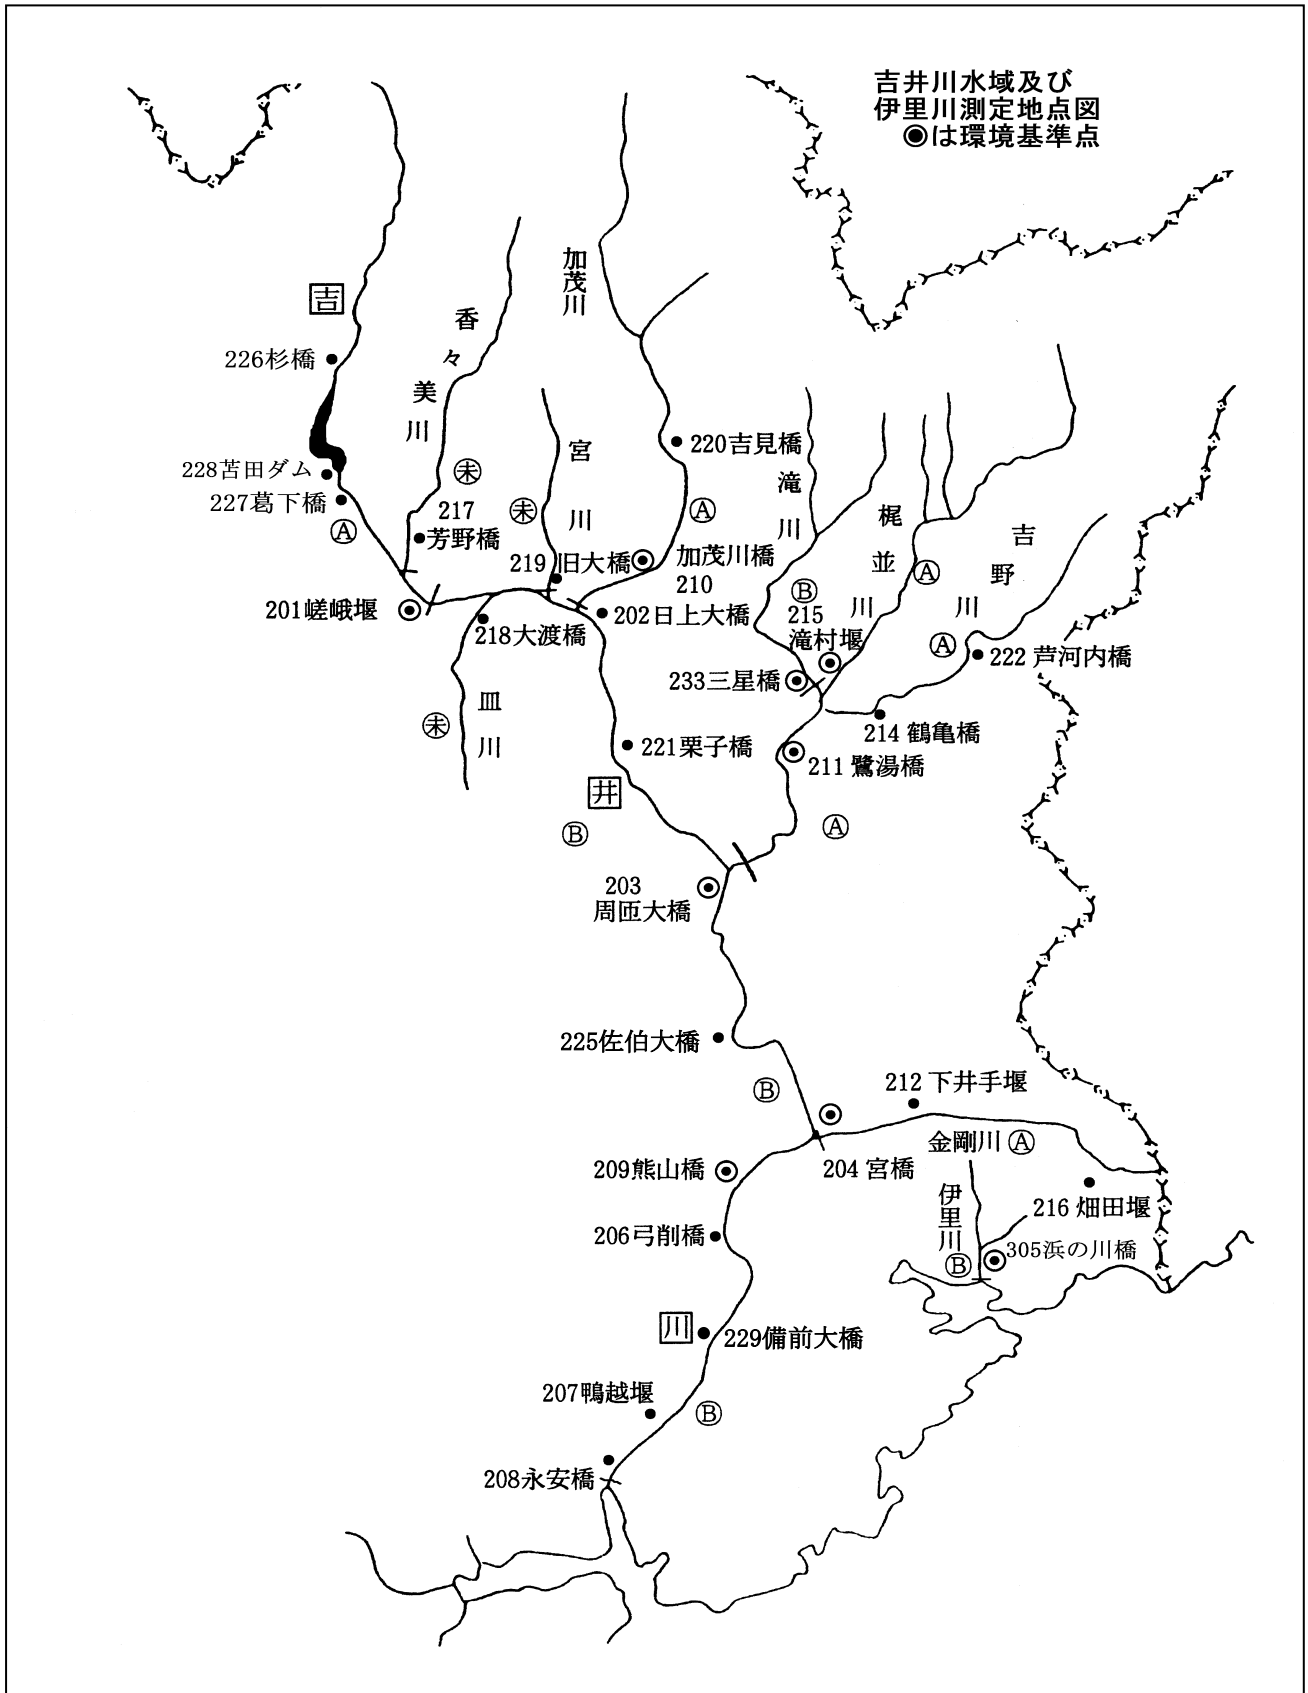 吉井川水域及び
伊里川測定地点図
◉は環境基準点
加茂川
吉
香々美川
226杉橋
宮川
220吉見橋
滝川
228苫田ダム
227葛下橋
Ⓐ
㊍
217
芳野橋
㊍
Ⓐ
梶並川
吉野川
219
旧大橋
加茂川橋
210
Ⓑ
Ⓐ
Ⓐ
201嵯峨堰
218大渡橋
202日上大橋
215
滝村堰
222 芦河内橋
233三星橋
皿川
未
214 鶴亀橋
221栗子橋
211 鷺湯橋
井
Ⓑ
Ⓐ
203
周匝大橋
225佐伯大橋
Ⓑ
212 下井手堰
金剛川 Ⓐ
209熊山橋
204 宮橋
伊里川
216 畑田堰
206弓削橋
Ⓑ
305浜の川橋
川
229備前大橋
207鴨越堰
Ⓑ
208永安橋